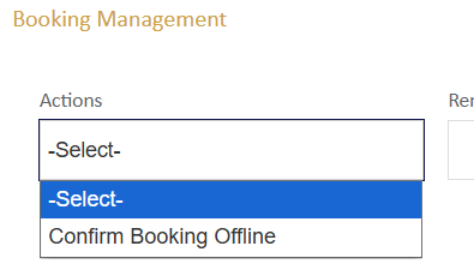 Booking Management
Actions
-Select-
-Select-
Confirm Booking Offline